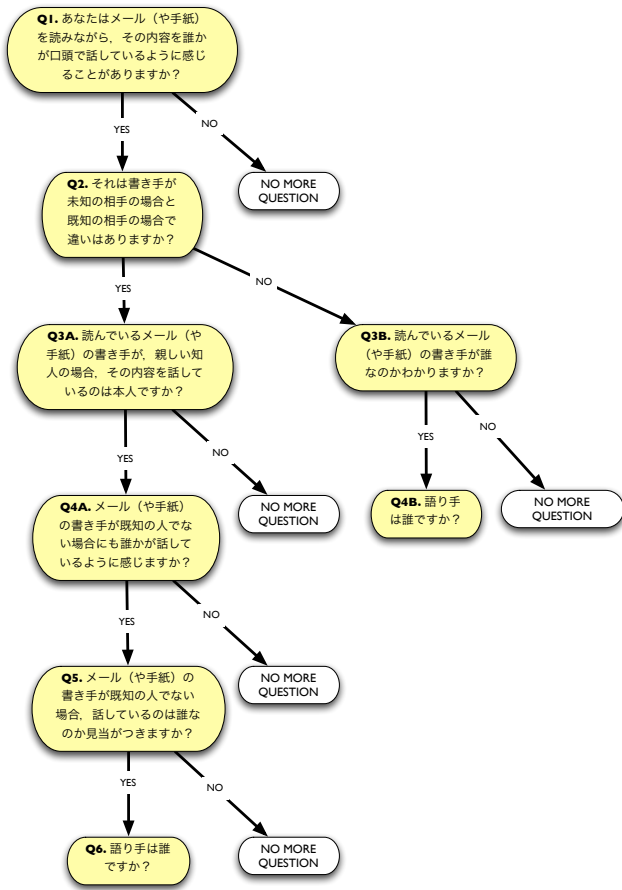 Q1. あなたはメール（や手紙）
を読みながら，その内容を誰か
が口頭で話しているように感じ
ることがありますか？
YES
NO
NO MORE
QUESTION
Q2. それは書き手が
未知の相手の場合と
既知の相手の場合で
違いはありますか？
YES
NO
Q3A. 読んでいるメール（や
手紙）の書き手が，親しい知
人の場合，その内容を話して
いるのは本人ですか？
Q3B. 読んでいるメール
（や手紙）の書き手が誰
なのかわかりますか？
YES
NO
YES
NO
NO MORE
QUESTION
Q4B. 語り手
は誰ですか？
NO MORE
QUESTION
Q4A. メール（や手紙）
の書き手が既知の人でな
い場合にも誰かが話して
いるように感じますか？
YES
NO
NO MORE
QUESTION
Q5. メール（や手紙）の
書き手が既知の人でない
場合，話しているのは誰な
のか見当がつきますか？
YES
NO
Q6. 語り手は誰
ですか？
NO MORE
QUESTION